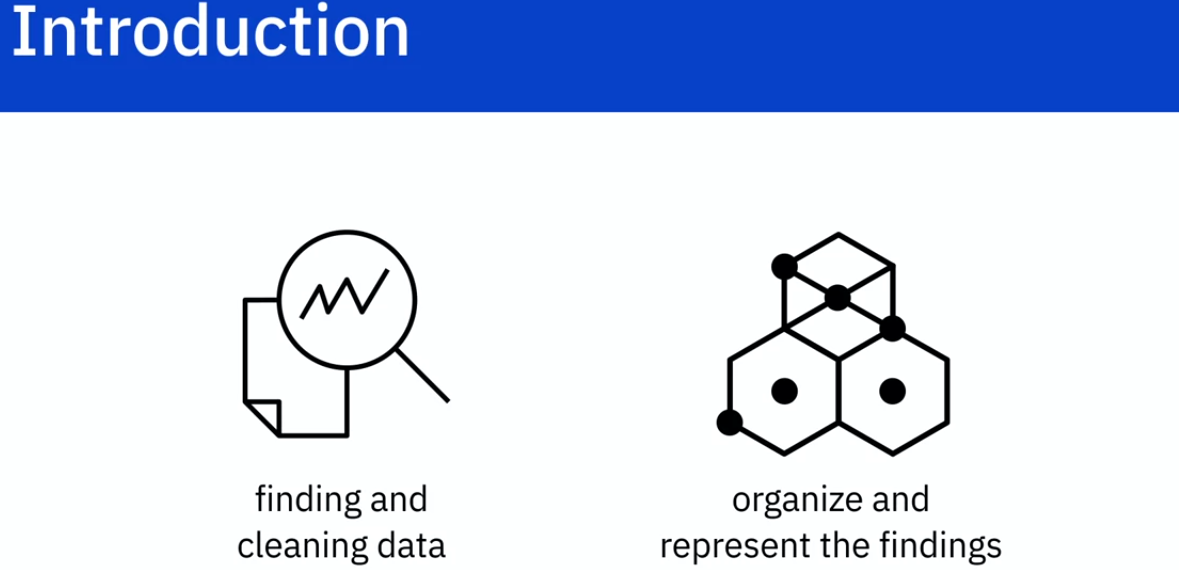 Introduction
finding and
cleaning data
organize and
represent the findings